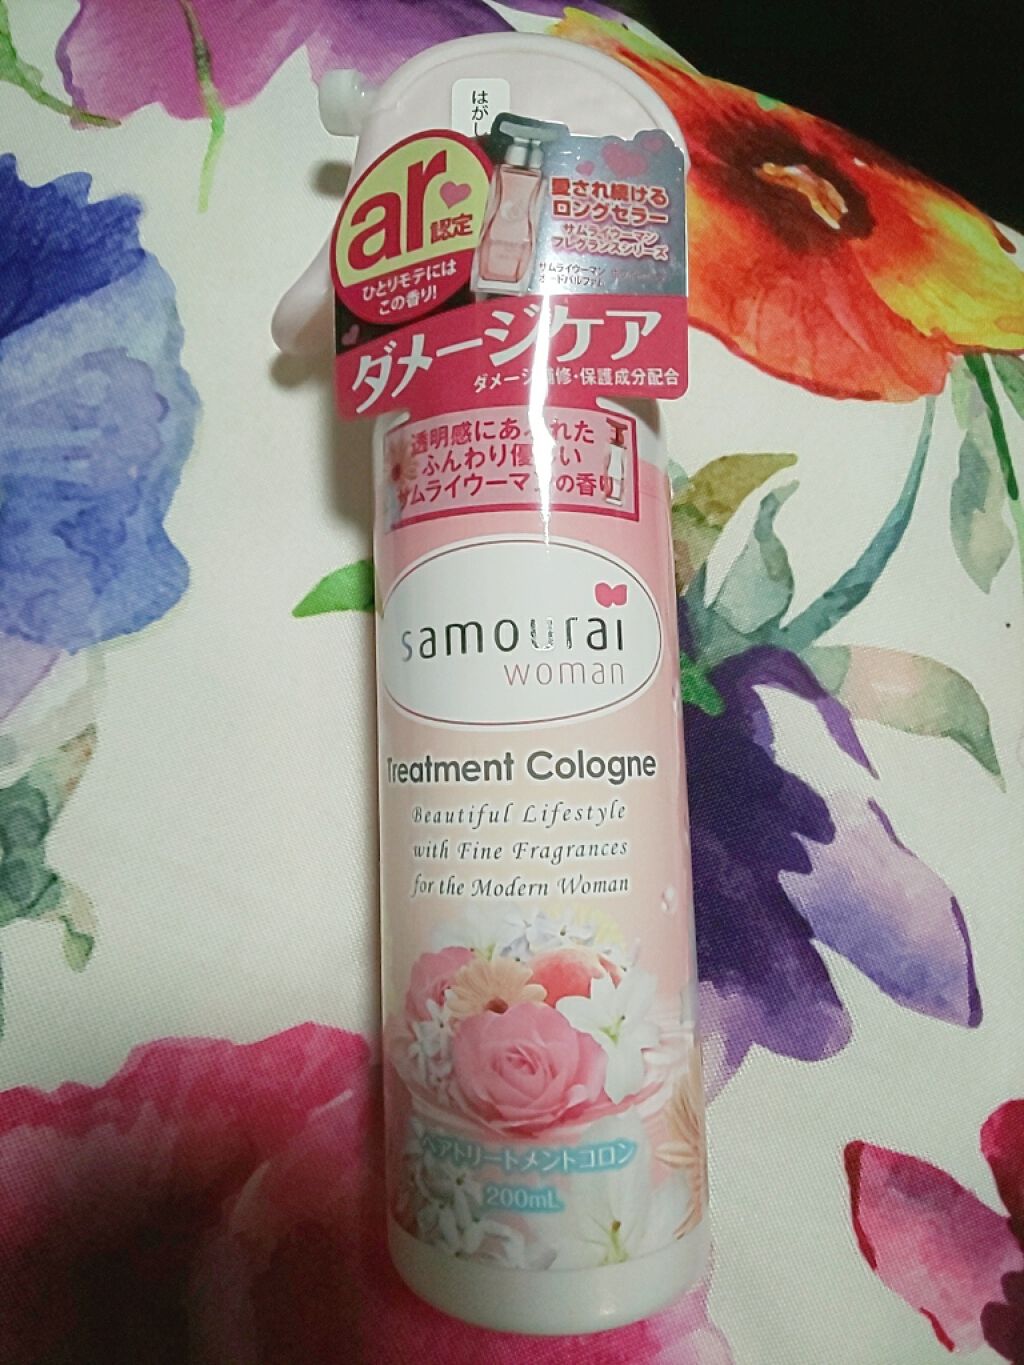 はがし
ar
認定
ひとりモテには
この香り!
愛され続ける
ロングセラー
サムライウーマン
フレグランスシリーズ
サムライウーマン
オードパルファム
ダメージケア
ダメージ補修・保護成分配合
透明感にあふれた
ふんわり優しい
サムライウーマンの香り
samourai
woman
Treatment Cologne
Beautiful Lifestyle
with Fine Fragrances
for the Modern Woman
ヘアトリートメントコロン
200mL